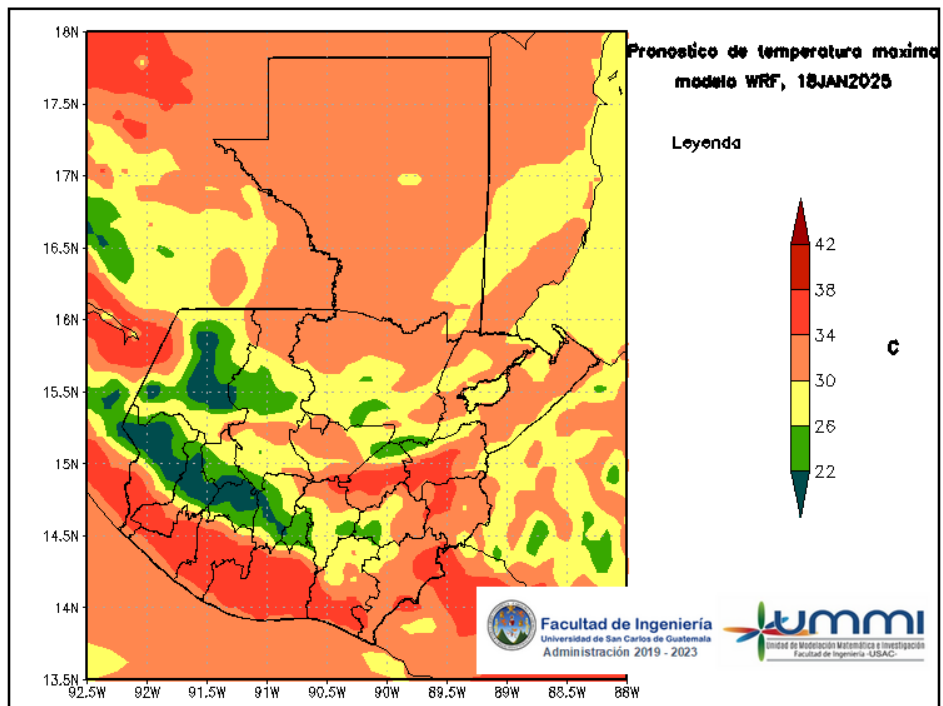 Pronostico de temperatura maxima
modelo WRF, 18JAN2025
Leyenda
42
38
34
30
26
22
C
18N
17.5N
17N
16.5N
16N
15.5N
15N
14.5N
14N
13.5N
92.5W 92W 91.5W 91W 90.5W 90W 89.5W 89W 88.5W 88W
Facultad de Ingeniería
Universidad de San Carlos de Guatemala
Administración 2019 - 2023
UMMI
Unidad de Modelación Matemática e Investigación
Facultad de Ingeniería -USAC-